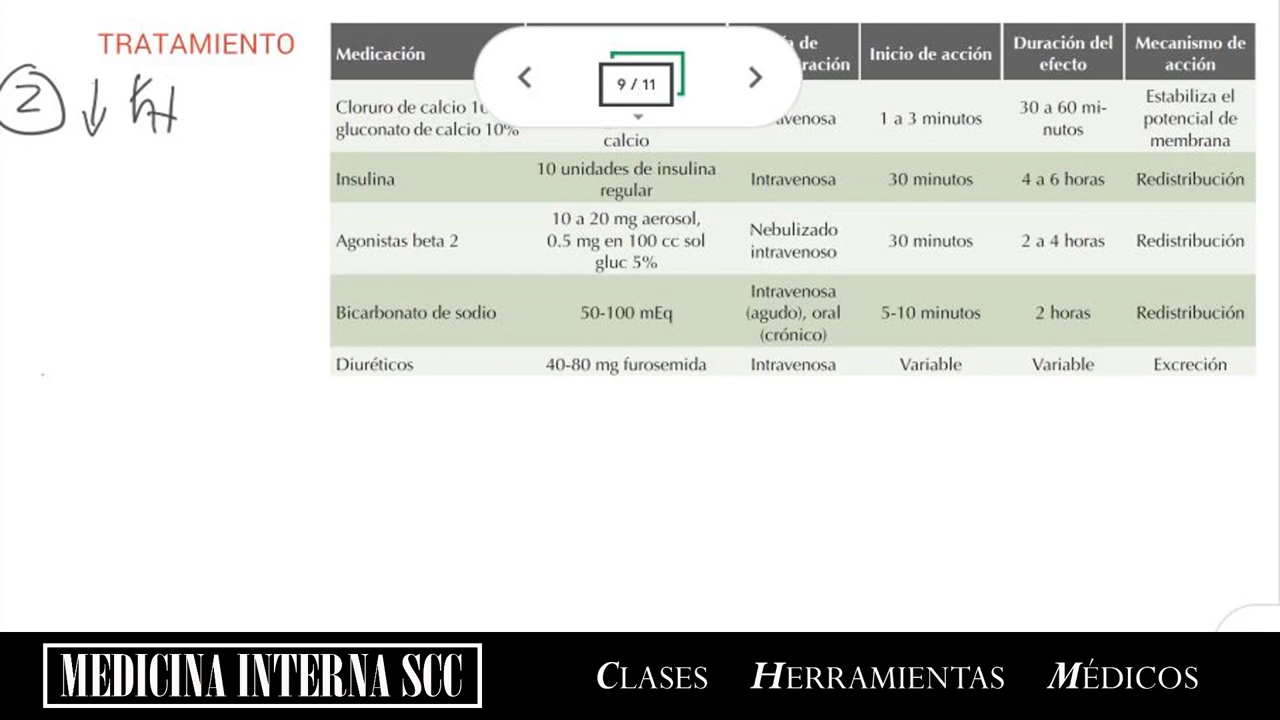 TRATAMIENTO
2 ↓ K+
Medicación
de
ración
Inicio de acción
Duración del
efecto
Mecanismo de
acción
9 / 11
Cloruro de calcio
gluconato de calcio 10%
calcio
1 a 3 minutos
30 a 60 mi-
nutos
Estabiliza el
potencial de
membrana
Insulina
10 unidades de insulina
regular
Intravenosa
30 minutos
4 a 6 horas
Redistribución
Agonistas beta 2
10 a 20 mg aerosol,
0.5 mg en 100 cc sol
gluc 5%
Nebulizado
intravenoso
30 minutos
2 a 4 horas
Redistribución
Bicarbonato de sodio
50-100 mEq
Intravenosa
(agudo), oral
(crónico)
5-10 minutos
2 horas
Redistribución
Diuréticos
40-80 mg furosemida
Intravenosa
Variable
Variable
Excreción
MEDICINA INTERNA SCC
CLASES HERRAMIENTAS MÉDICOS